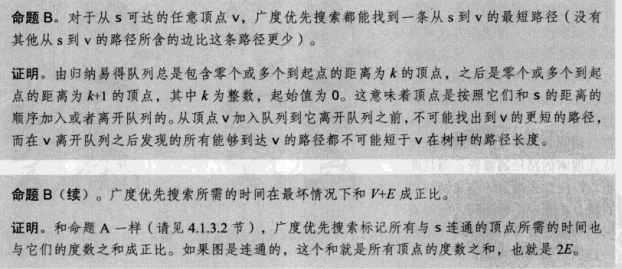 命题 B。对于从 s 可达的任意顶点 v，广度优先搜索都能找到一条从 s 到 v 的最短路径（没有
其他从 s 到 v 的路径所含的边比这条路径更少）。
证明。由归纳易得队列总是包含零个或多个到起点的距离为 k 的顶点，之后是零个或多个到起
点的距离为 k+1 的顶点，其中 k 为整数，起始值为 0。这意味着顶点是按照它们和 s 的距离的
顺序加入或者离开队列的。从顶点 v 加入队列到它离开队列之前，不可能找出到 v 的更短的路径，
而在 v 离开队列之后发现的所有能够到达 v 的路径都不可能短于 v 在树中的路径长度。
命题 B（续）。广度优先搜索所需的时间在最坏情况下和 V+E 成正比。
证明。和命题 A 一样（请见 4.1.3.2 节），广度优先搜索标记所有与 s 连通的顶点所需的时间也
与它们的度数之和成正比。如果图是连通的，这个和就是所有顶点的度数之和，也就是 2E。